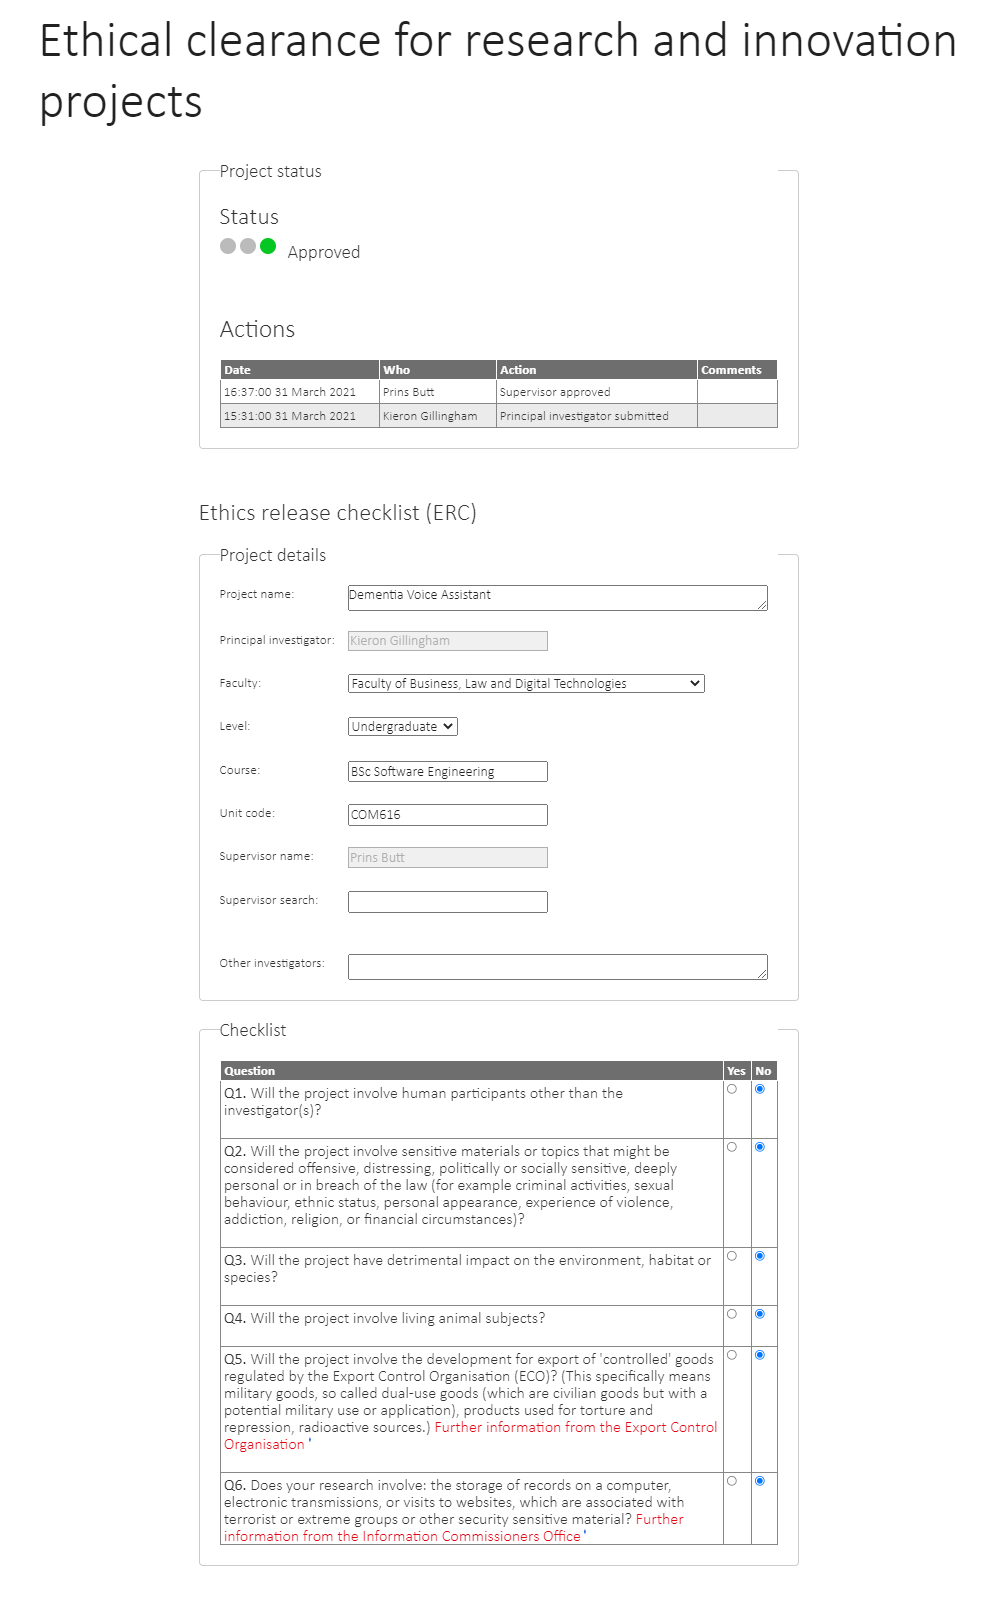 Ethical clearance for research and innovation
projects
Project status
Status
Approved
Actions
Date Who Action Comments
16:37:00 31 March 2021 Prins Butt Supervisor approved
15:31:00 31 March 2021 Kieron Gillingham Principal investigator submitted
Ethics release checklist (ERC)
Project details
Project name: Dementia Voice Assistant
Principal investigator: Kieron Gillingham
Faculty: Faculty of Business, Law and Digital Technologies
Level: Undergraduate
Course: BSc Software Engineering
Unit code: COM616
Supervisor name: Prins Butt
Supervisor search:
Other investigators:
Checklist
Question Yes No
Q1. Will the project involve human participants other than the
investigator(s)?
Q2. Will the project involve sensitive materials or topics that might be
considered offensive, distressing, politically or socially sensitive, deeply
personal or in breach of the law (for example criminal activities, sexual
behaviour, ethnic status, personal appearance, experience of violence,
addiction, religion, or financial circumstances)?
Q3. Will the project have detrimental impact on the environment, habitat or
species?
Q4. Will the project involve living animal subjects?
Q5. Will the project involve the development for export of 'controlled' goods
regulated by the Export Control Organisation (ECO)? (This specifically means
military goods, so called dual-use goods (which are civilian goods but with a
potential military use or application), products used for torture and
repression, radioactive sources.) Further information from the Export Control
Organisation '
Q6. Does your research involve: the storage of records on a computer,
electronic transmissions, or visits to websites, which are associated with
terrorist or extreme groups or other security sensitive material? Further
information from the Information Commissioners Office '